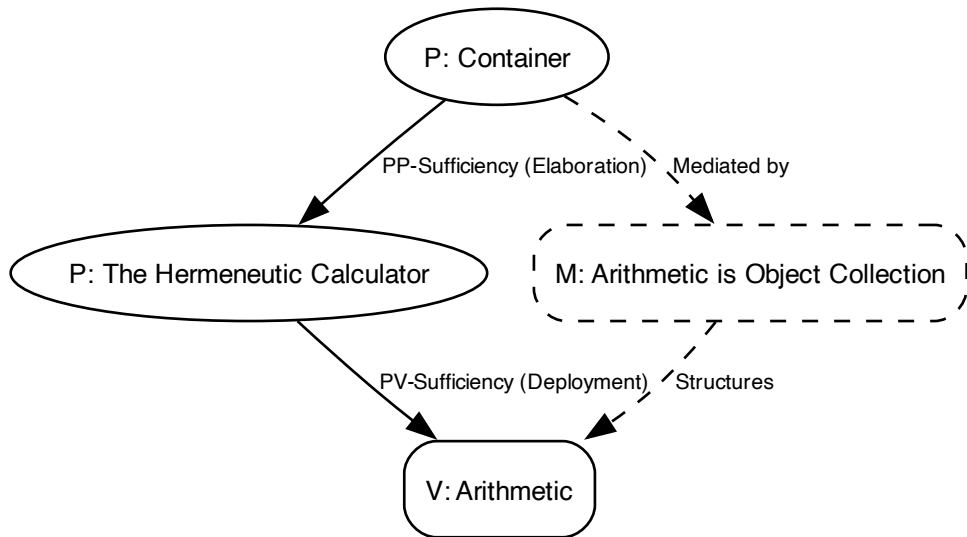 P: Container
PP-Sufficiency (Elaboration)
Mediated by
P: The Hermeneutic Calculator
M: Arithmetic is Object Collection
PV-Sufficiency (Deployment)
Structures
V: Arithmetic